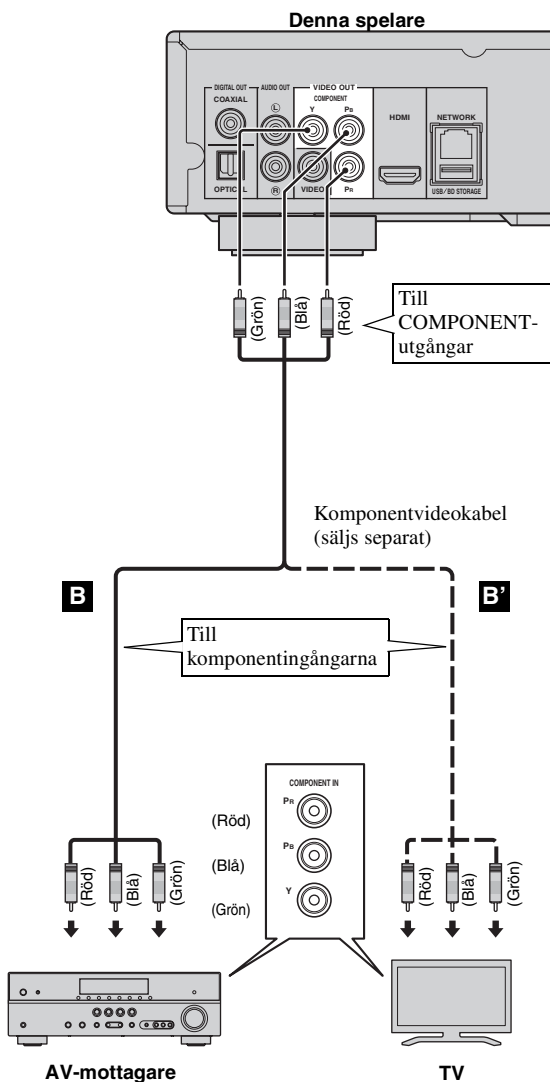 Denna spelare
DIGITAL OUT
AUDIO OUT
VIDEO OUT
COAXIAL
COMPONENT
L
Y
PB
HDMI
NETWORK
OPTICAL
R
VIDEO
PR
USB/BD STORAGE
(Grön)
(Blå)
(Röd)
Till
COMPONENT-
utgångar
Komponentvideokabel
(säljs separat)
B
B'
Till
komponentingångarna
COMPONENT IN
PR
(Röd)
PB
(Blå)
Y
(Grön)
(Röd)
(Blå)
(Grön)
(Röd)
(Blå)
(Grön)
AV-mottagare
TV